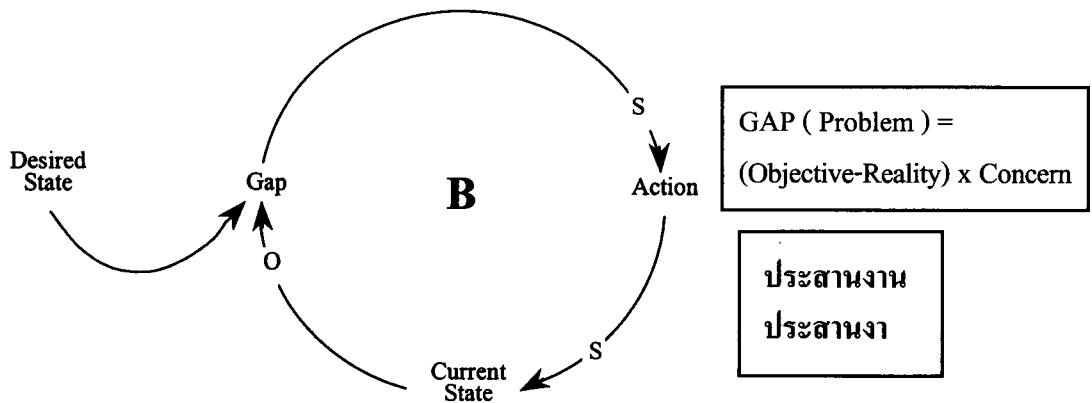 S
GAP ( Problem ) =
(Objective-Reality) x Concern
Desired
State
Gap
B
Action
O
ประสานงาน
ประสานงา
S
Current
State